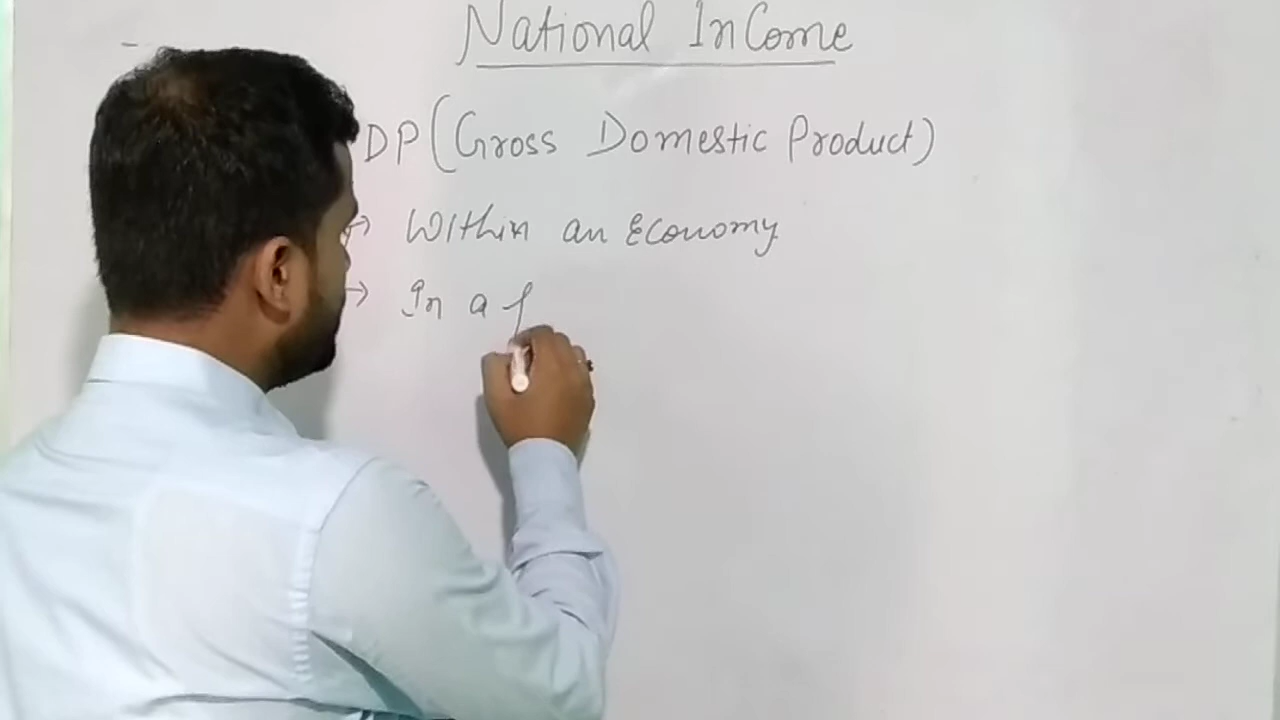 National Income
DP (Gross Domestic Product)
→ Within an Economy
→ In a f